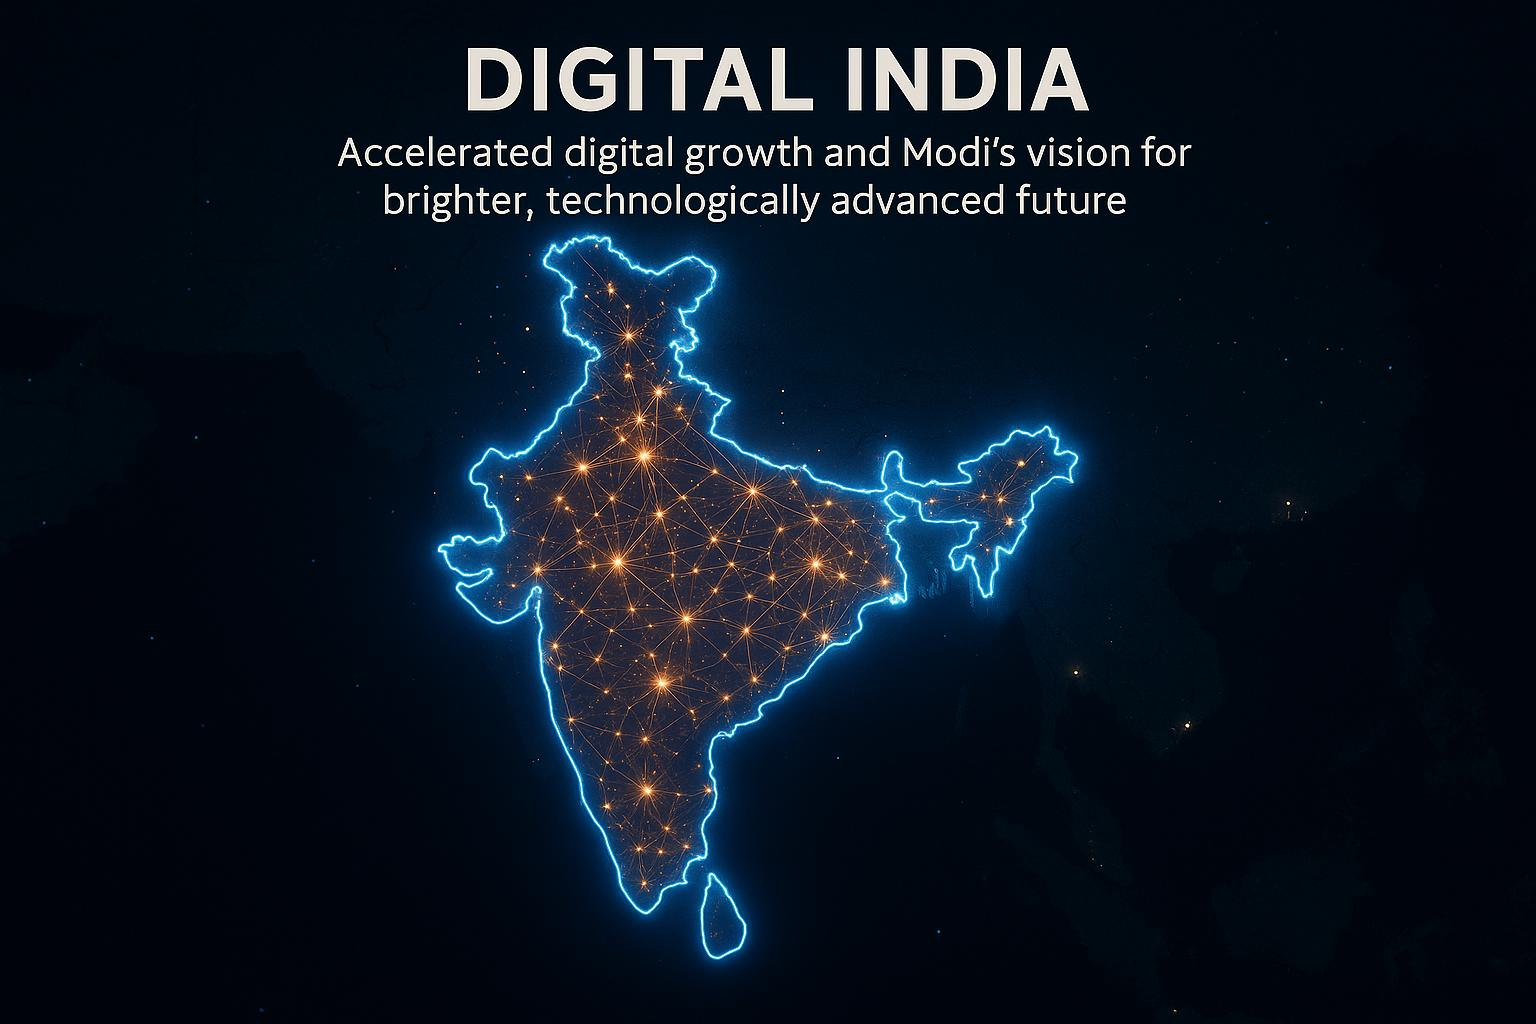 DIGITAL INDIA
Accelerated digital growth and Modi's vision for
brighter, technologically advanced future